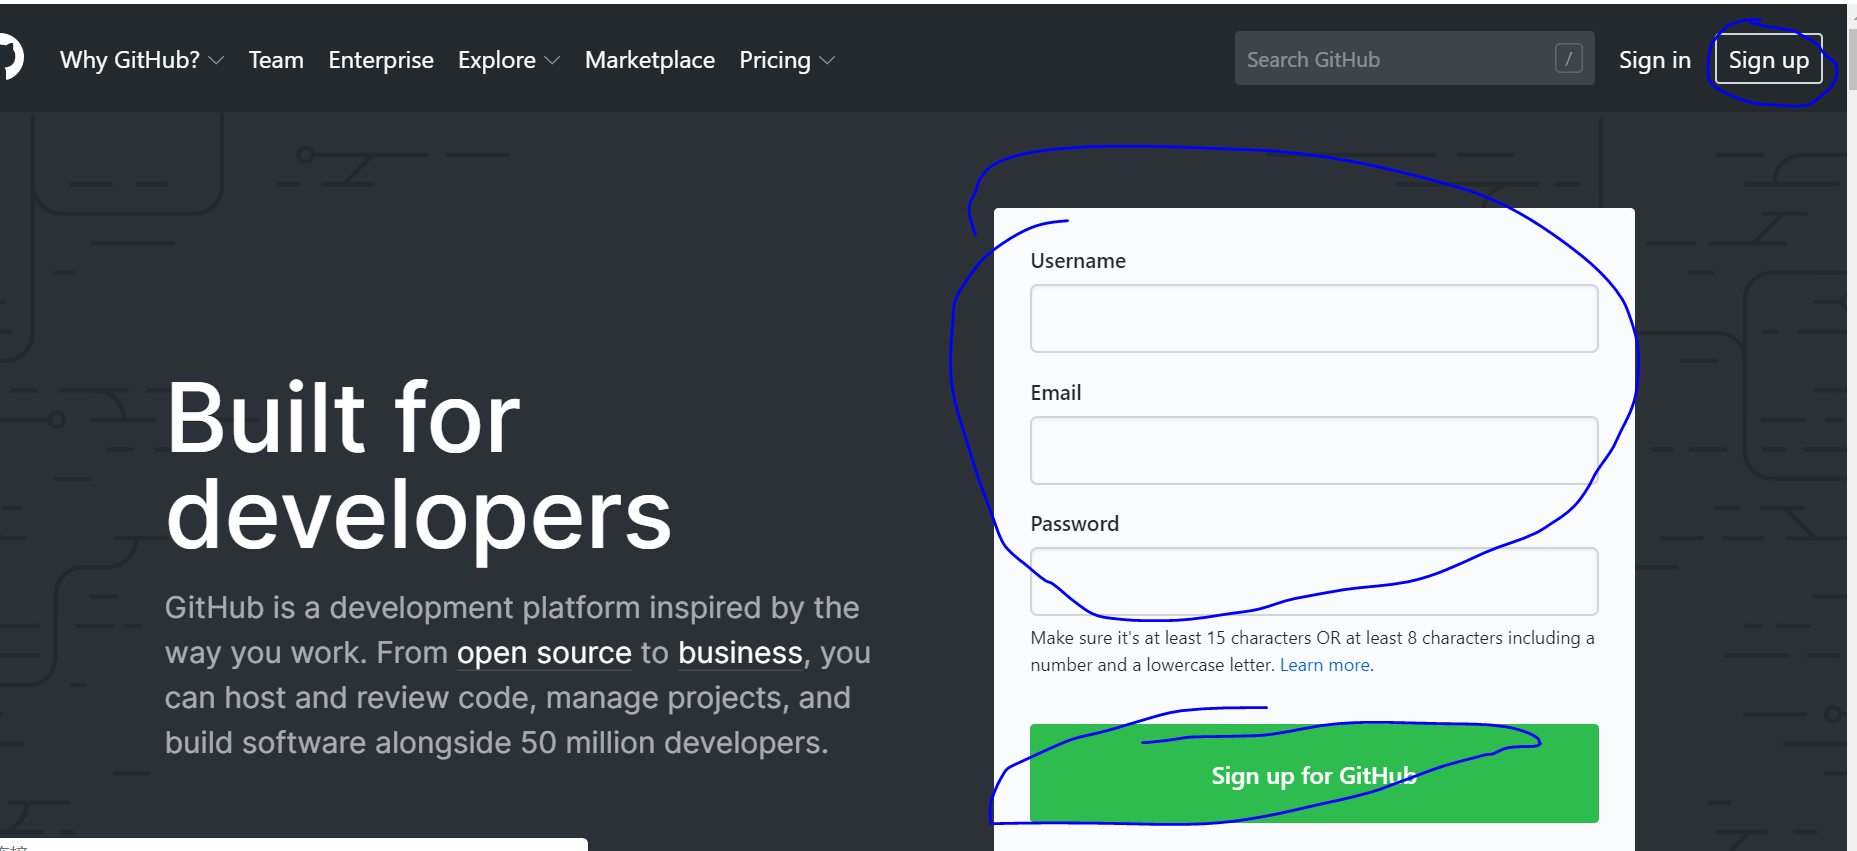 Why GitHub? Team Enterprise Explore Marketplace Pricing Search GitHub / Sign in Sign up
Built for
developers
GitHub is a development platform inspired by the
way you work. From open source to business, you
can host and review code, manage projects, and
build software alongside 50 million developers.
Username
Email
Password
Make sure it's at least 15 characters OR at least 8 characters including a
number and a lowercase letter. Learn more.
Sign up for GitHub